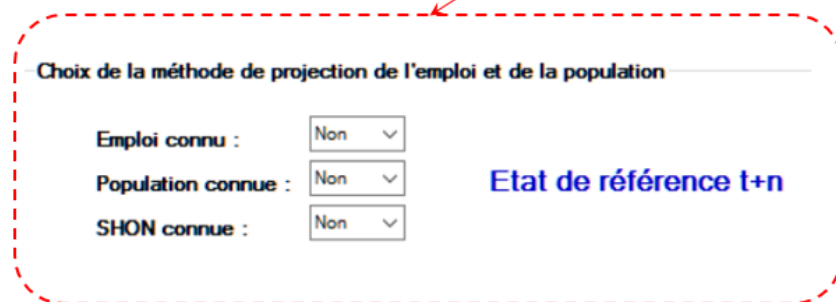 Choix de la méthode de projection de l'emploi et de la population
Emploi connu : Non
Population connue : Non
Etat de référence t+n
SHON connue : Non